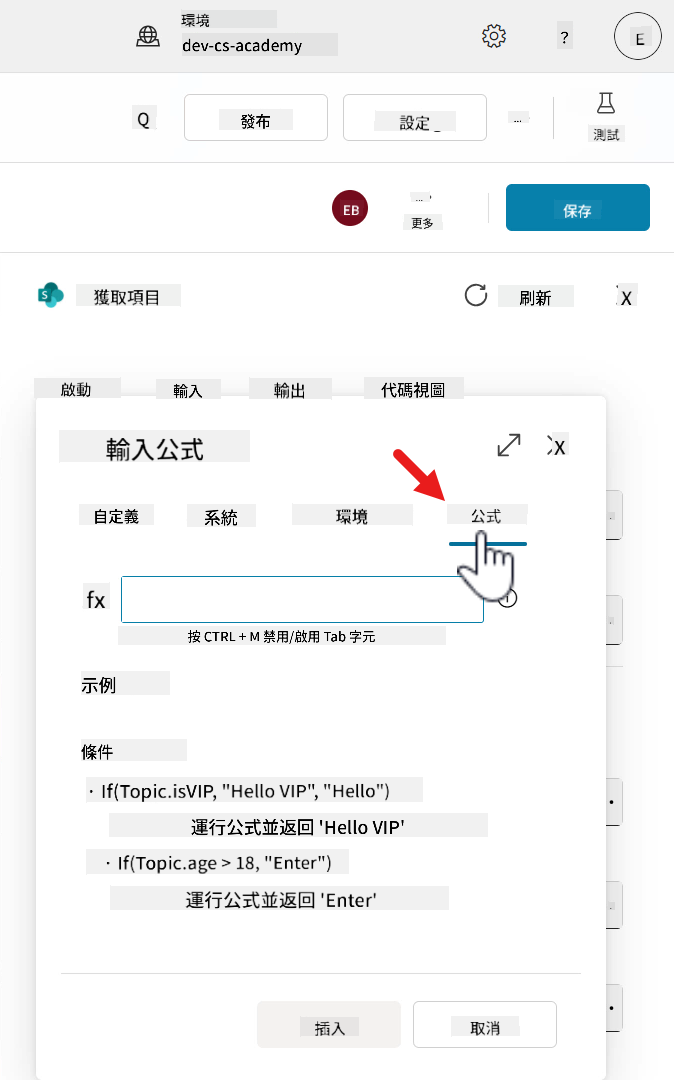 環境
dev-cs-academy
?
E
Q
發布
設定
...
測試
EB
...
更多
保存
S
獲取項目
刷新
X
啟動
輸入
輸出
代碼視圖
輸入公式
X
自定義
系統
環境
公式
fx
按 CTRL + M 禁用/啟用 Tab 字元
示例
條件
· If(Topic.isVIP, "Hello VIP", "Hello")
運行公式並返回 'Hello VIP'
· If(Topic.age > 18, "Enter")
運行公式並返回 'Enter'
插入
取消